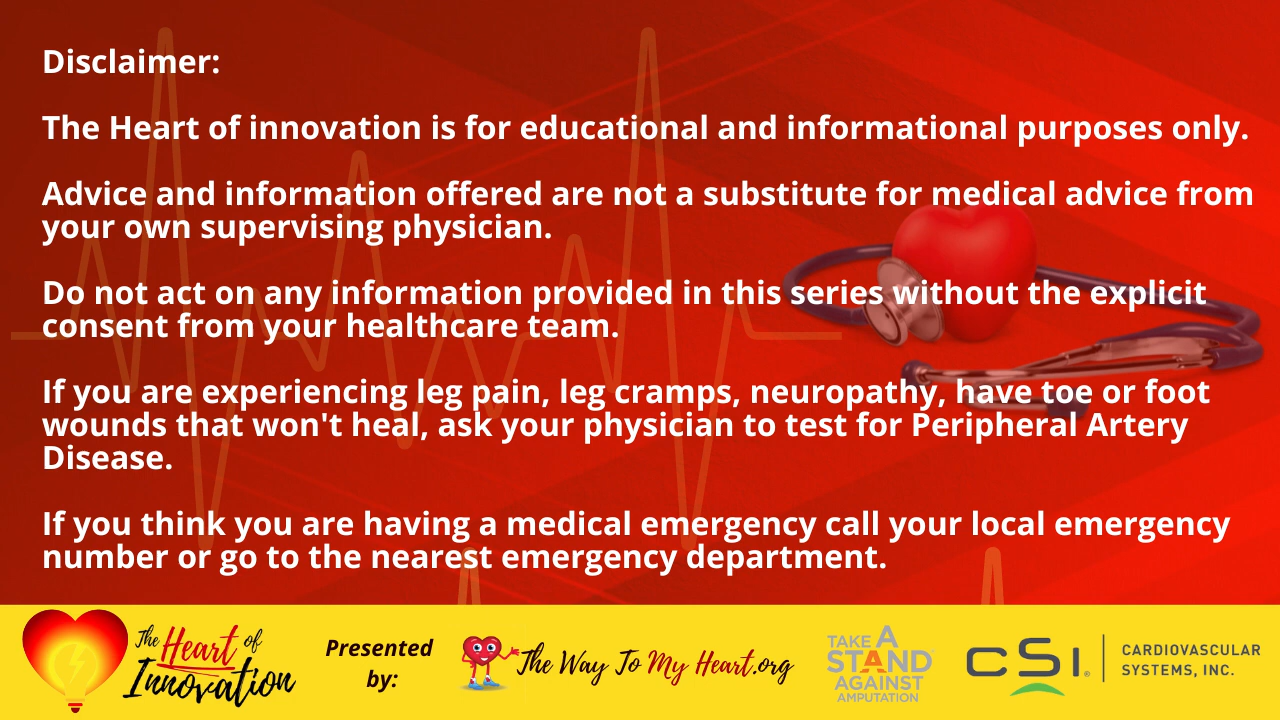 Disclaimer:
The Heart of innovation is for educational and informational purposes only.
Advice and information offered are not a substitute for medical advice from
your own supervising physician.
Do not act on any information provided in this series without the explicit
consent from your healthcare team.
If you are experiencing leg pain, leg cramps, neuropathy, have toe or foot
wounds that won't heal, ask your physician to test for Peripheral Artery
Disease.
If you think you are having a medical emergency call your local emergency
number or go to the nearest emergency department.
The Heart of
Innovation
Presented
by:
The Way To My Heart.org
TAKE A
STAND
AGAINST
AMPUTATION
CSI®
CARDIOVASCULAR
SYSTEMS, INC.